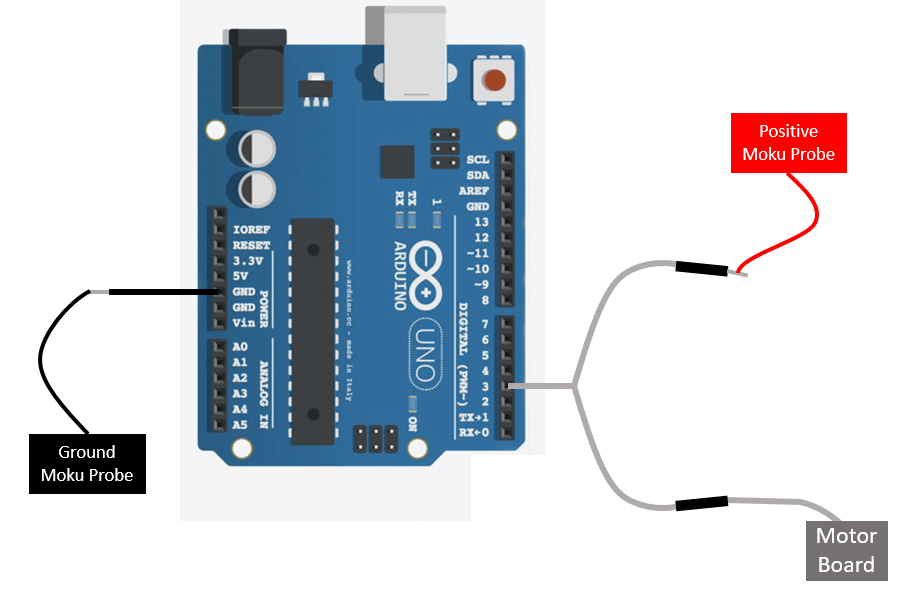 Positive
Moku Probe
SCL
SDA
AREF
GND
13
12
~11
~10
~9
8
7
6
5
4
3
2
TX→1
RX←0
DIGITAL (PWM~)
IOREF
RESET
3.3V
5V
GND
GND
Vin
POWER
A0
A1
A2
A3
A4
A5
ANALOG IN
www.arduino.cc - made in Italy
RX
TX
1
ARDUINO
UNO
ON
Ground
Moku Probe
Motor
Board